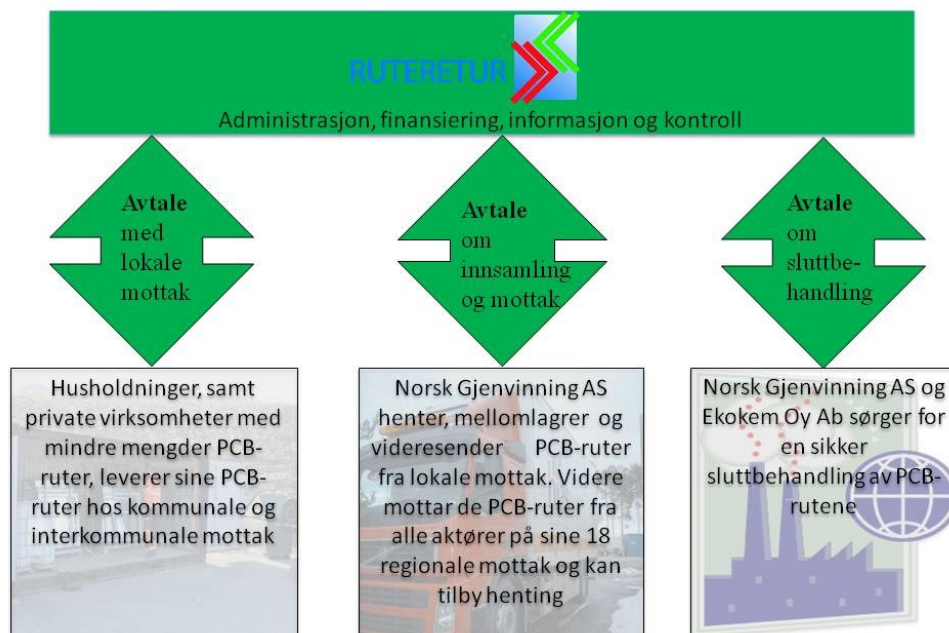 RUTERETUR
Administrasjon, finansiering, informasjon og kontroll
Avtale
med
lokale
mottak
Avtale
om
innsamling
og mottak
Avtale
om
sluttbe-
handling
Husholdninger, samt
private virksomheter med
mindre mengder PCB-
ruter, leverer sine PCB-
ruter hos kommunale og
interkommunale mottak
Norsk Gjenvinning AS
henter, mellomlagrer og
videresender PCB-ruter
fra lokale mottak. Videre
mottar de PCB-ruter fra
alle aktører på sine 18
regionale mottak og kan
tilby henting
Norsk Gjenvinning AS og
Ekokem Oy Ab sørger for
en sikker
sluttbehandling av PCB-
rutene